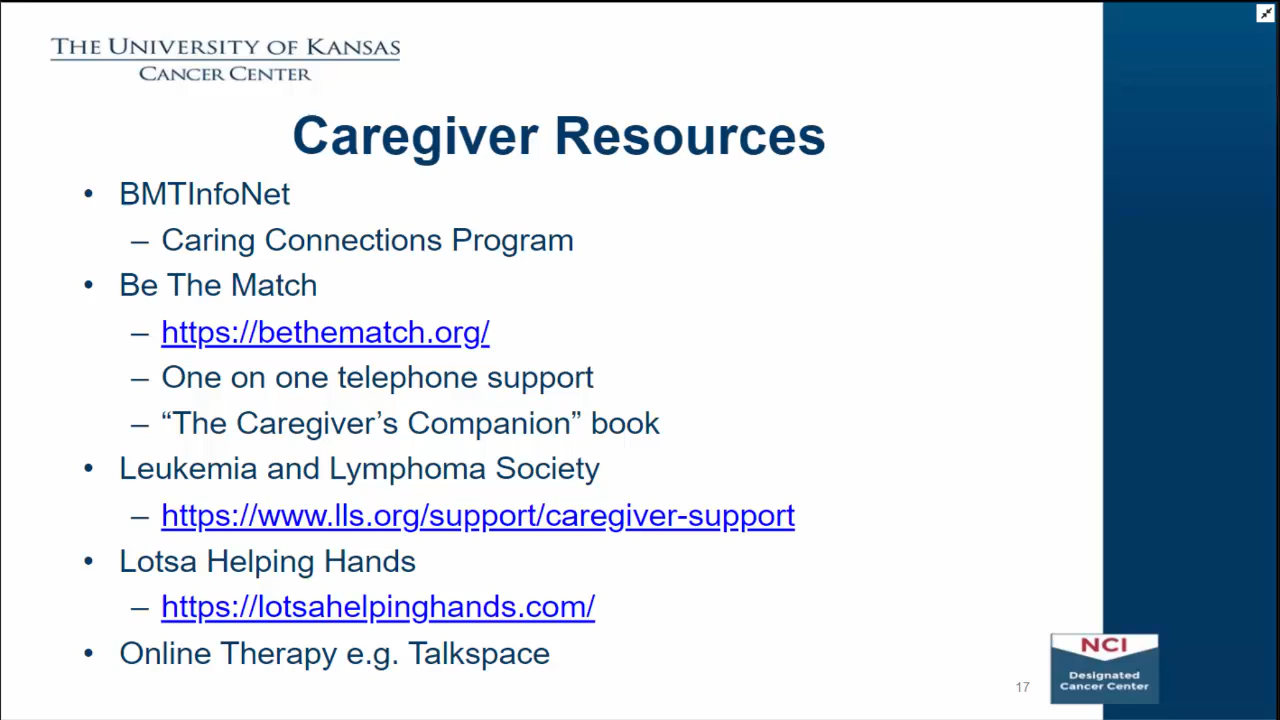 THE UNIVERSITY OF KANSAS
CANCER CENTER
Caregiver Resources
• BMTInfoNet
– Caring Connections Program
• Be The Match
– https://bethematch.org/
– One on one telephone support
– “The Caregiver’s Companion” book
• Leukemia and Lymphoma Society
– https://www.lls.org/support/caregiver-support
• Lotsa Helping Hands
– https://lotsahelpinghands.com/
• Online Therapy e.g. Talkspace
17
NCI
Designated
Cancer Center